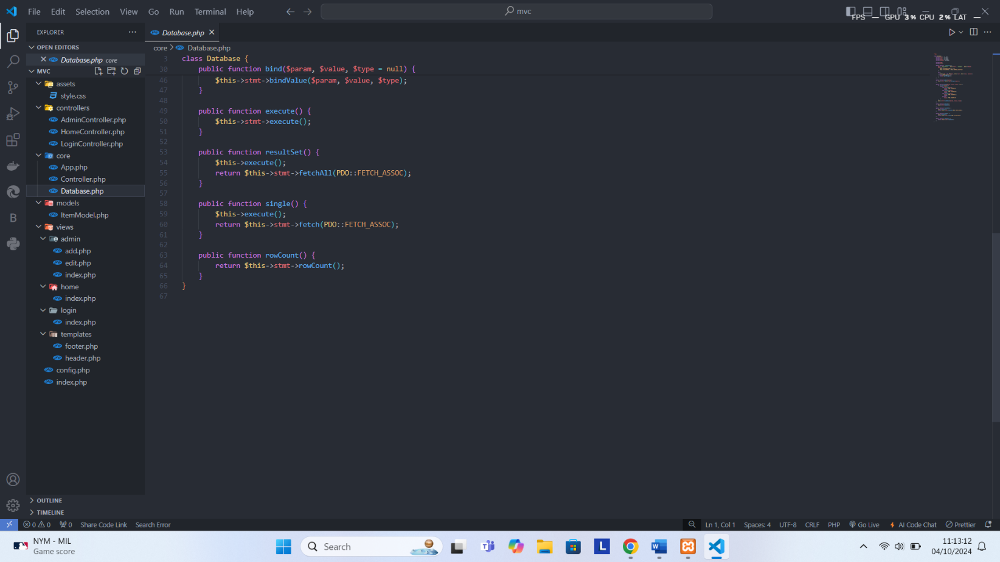 File Edit Selection View Go Run Terminal Help
mvc
FPS GPU 3 % CPU 2 % LAT
EXPLORER
Database.php
OPEN EDITORS
Database.php core
MVC
assets
style.css
controllers
AdminController.php
HomeController.php
LoginController.php
core
App.php
Controller.php
Database.php
models
ItemModel.php
views
admin
add.php
edit.php
index.php
home
index.php
login
index.php
templates
footer.php
header.php
config.php
index.php
OUTLINE
TIMELINE
core > Database.php
3 class Database {
30 public function bind($param, $value, $type = null) {
46 $this->stmt->bindValue($param, $value, $type);
47 }
48
49 public function execute() {
50 $this->stmt->execute();
51 }
52
53 public function resultSet() {
54 $this->execute();
55 return $this->stmt->fetchAll(PDO::FETCH_ASSOC);
56 }
57
58 public function single() {
59 $this->execute();
60 return $this->stmt->fetch(PDO::FETCH_ASSOC);
61 }
62
63 public function rowCount() {
64 return $this->stmt->rowCount();
65 }
66 }
67
0 0 0 Share Code Link Search Error
Ln 1, Col 1 Spaces: 4 UTF-8 CRLF PHP Go Live AI Code Chat Prettier
NYM - MIL
Game score
Search
11:13:12
04/10/2024